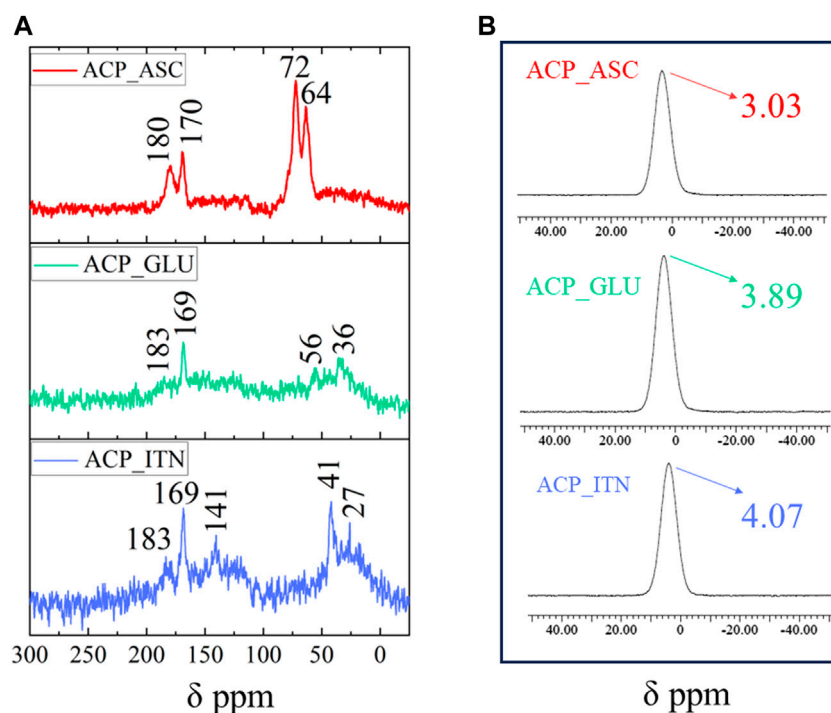 A
ACP_ASC
180
170
72
64
ACP_GLU
183
169
56
36
ACP_ITN
183
169
141
41
27
300 250 200 150 100 50 0
δ ppm
B
ACP_ASC
3.03
40.00 20.00 0 -20.00 -40.00
ACP_GLU
3.89
40.00 20.00 0 -20.00 -40.00
ACP_ITN
4.07
40.00 20.00 0 -20.00 -40.00
δ ppm